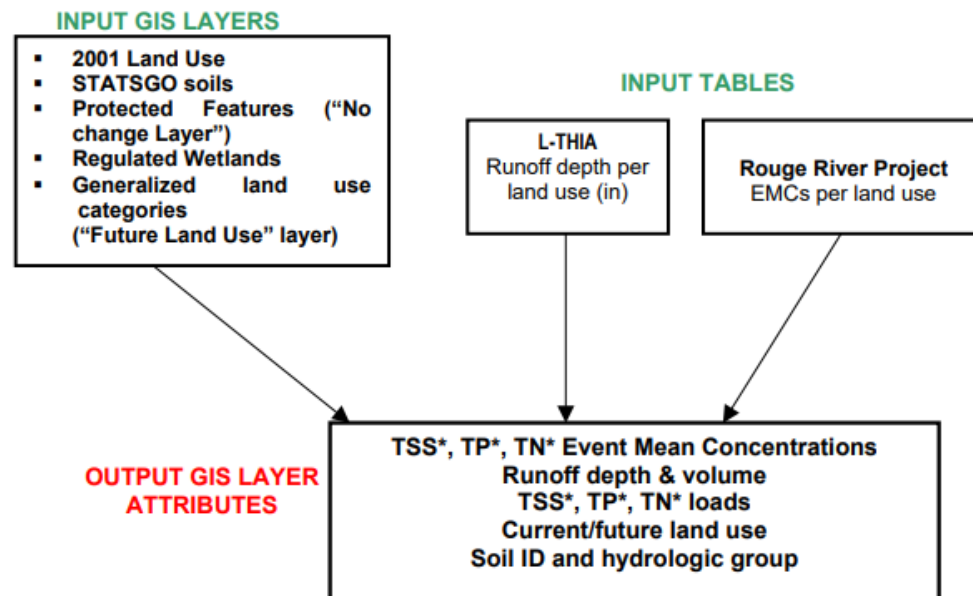 INPUT GIS LAYERS
▪ 2001 Land Use
▪ STATSGO soils
▪ Protected Features (“No
change Layer”)
▪ Regulated Wetlands
▪ Generalized land use
categories
(“Future Land Use” layer)
INPUT TABLES
L-THIA
Runoff depth per
land use (in)
Rouge River Project
EMCs per land use
OUTPUT GIS LAYER
ATTRIBUTES
TSS*, TP*, TN* Event Mean Concentrations
Runoff depth & volume
TSS*, TP*, TN* loads
Current/future land use
Soil ID and hydrologic group